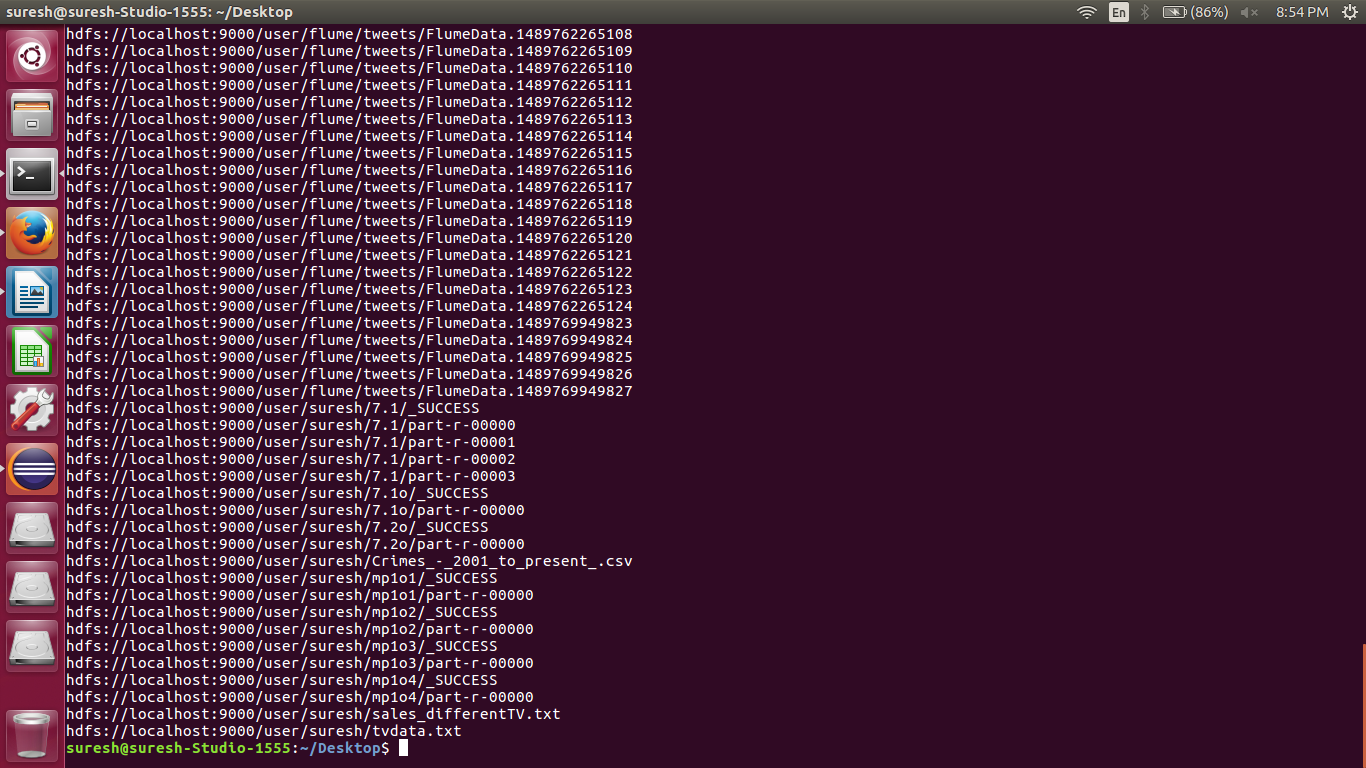 suresh@suresh-Studio-1555: ~/Desktop En (86%) 8:54 PM
hdfs://localhost:9000/user/flume/tweets/FlumeData.1489762265108
hdfs://localhost:9000/user/flume/tweets/FlumeData.1489762265109
hdfs://localhost:9000/user/flume/tweets/FlumeData.1489762265110
hdfs://localhost:9000/user/flume/tweets/FlumeData.1489762265111
hdfs://localhost:9000/user/flume/tweets/FlumeData.1489762265112
hdfs://localhost:9000/user/flume/tweets/FlumeData.1489762265113
hdfs://localhost:9000/user/flume/tweets/FlumeData.1489762265114
hdfs://localhost:9000/user/flume/tweets/FlumeData.1489762265115
hdfs://localhost:9000/user/flume/tweets/FlumeData.1489762265116
hdfs://localhost:9000/user/flume/tweets/FlumeData.1489762265117
hdfs://localhost:9000/user/flume/tweets/FlumeData.1489762265118
hdfs://localhost:9000/user/flume/tweets/FlumeData.1489762265119
hdfs://localhost:9000/user/flume/tweets/FlumeData.1489762265120
hdfs://localhost:9000/user/flume/tweets/FlumeData.1489762265121
hdfs://localhost:9000/user/flume/tweets/FlumeData.1489762265122
hdfs://localhost:9000/user/flume/tweets/FlumeData.1489762265123
hdfs://localhost:9000/user/flume/tweets/FlumeData.1489762265124
hdfs://localhost:9000/user/flume/tweets/FlumeData.1489769949823
hdfs://localhost:9000/user/flume/tweets/FlumeData.1489769949824
hdfs://localhost:9000/user/flume/tweets/FlumeData.1489769949825
hdfs://localhost:9000/user/flume/tweets/FlumeData.1489769949826
hdfs://localhost:9000/user/flume/tweets/FlumeData.1489769949827
hdfs://localhost:9000/user/suresh/7.1/_SUCCESS
hdfs://localhost:9000/user/suresh/7.1/part-r-00000
hdfs://localhost:9000/user/suresh/7.1/part-r-00001
hdfs://localhost:9000/user/suresh/7.1/part-r-00002
hdfs://localhost:9000/user/suresh/7.1/part-r-00003
hdfs://localhost:9000/user/suresh/7.1o/_SUCCESS
hdfs://localhost:9000/user/suresh/7.1o/part-r-00000
hdfs://localhost:9000/user/suresh/7.2o/_SUCCESS
hdfs://localhost:9000/user/suresh/7.2o/part-r-00000
hdfs://localhost:9000/user/suresh/Crimes_-_2001_to_present_.csv
hdfs://localhost:9000/user/suresh/mp1o1/_SUCCESS
hdfs://localhost:9000/user/suresh/mp1o1/part-r-00000
hdfs://localhost:9000/user/suresh/mp1o2/_SUCCESS
hdfs://localhost:9000/user/suresh/mp1o2/part-r-00000
hdfs://localhost:9000/user/suresh/mp1o3/_SUCCESS
hdfs://localhost:9000/user/suresh/mp1o3/part-r-00000
hdfs://localhost:9000/user/suresh/mp1o4/_SUCCESS
hdfs://localhost:9000/user/suresh/mp1o4/part-r-00000
hdfs://localhost:9000/user/suresh/sales_differentTV.txt
hdfs://localhost:9000/user/suresh/tvdata.txt
suresh@suresh-Studio-1555:~/Desktop$